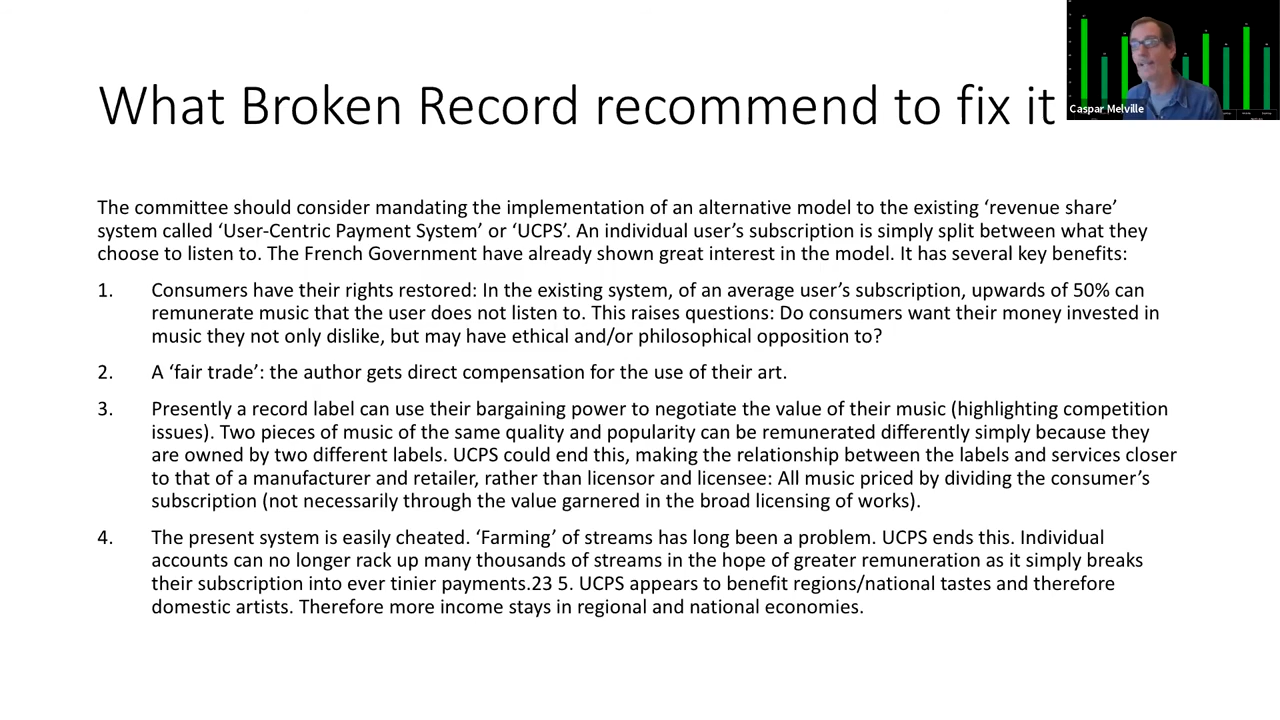 What Broken Record recommend to fix it
Caspar Melville
The committee should consider mandating the implementation of an alternative model to the existing ‘revenue share’
system called ‘User-Centric Payment System’ or ‘UCPS’. An individual user’s subscription is simply split between what they
choose to listen to. The French Government have already shown great interest in the model. It has several key benefits:
1. Consumers have their rights restored: In the existing system, of an average user’s subscription, upwards of 50% can
remunerate music that the user does not listen to. This raises questions: Do consumers want their money invested in
music they not only dislike, but may have ethical and/or philosophical opposition to?
2. A ‘fair trade’: the author gets direct compensation for the use of their art.
3. Presently a record label can use their bargaining power to negotiate the value of their music (highlighting competition
issues). Two pieces of music of the same quality and popularity can be remunerated differently simply because they
are owned by two different labels. UCPS could end this, making the relationship between the labels and services closer
to that of a manufacturer and retailer, rather than licensor and licensee: All music priced by dividing the consumer’s
subscription (not necessarily through the value garnered in the broad licensing of works).
4. The present system is easily cheated. ‘Farming’ of streams has long been a problem. UCPS ends this. Individual
accounts can no longer rack up many thousands of streams in the hope of greater remuneration as it simply breaks
their subscription into ever tinier payments.23 5. UCPS appears to benefit regions/national tastes and therefore
domestic artists. Therefore more income stays in regional and national economies.